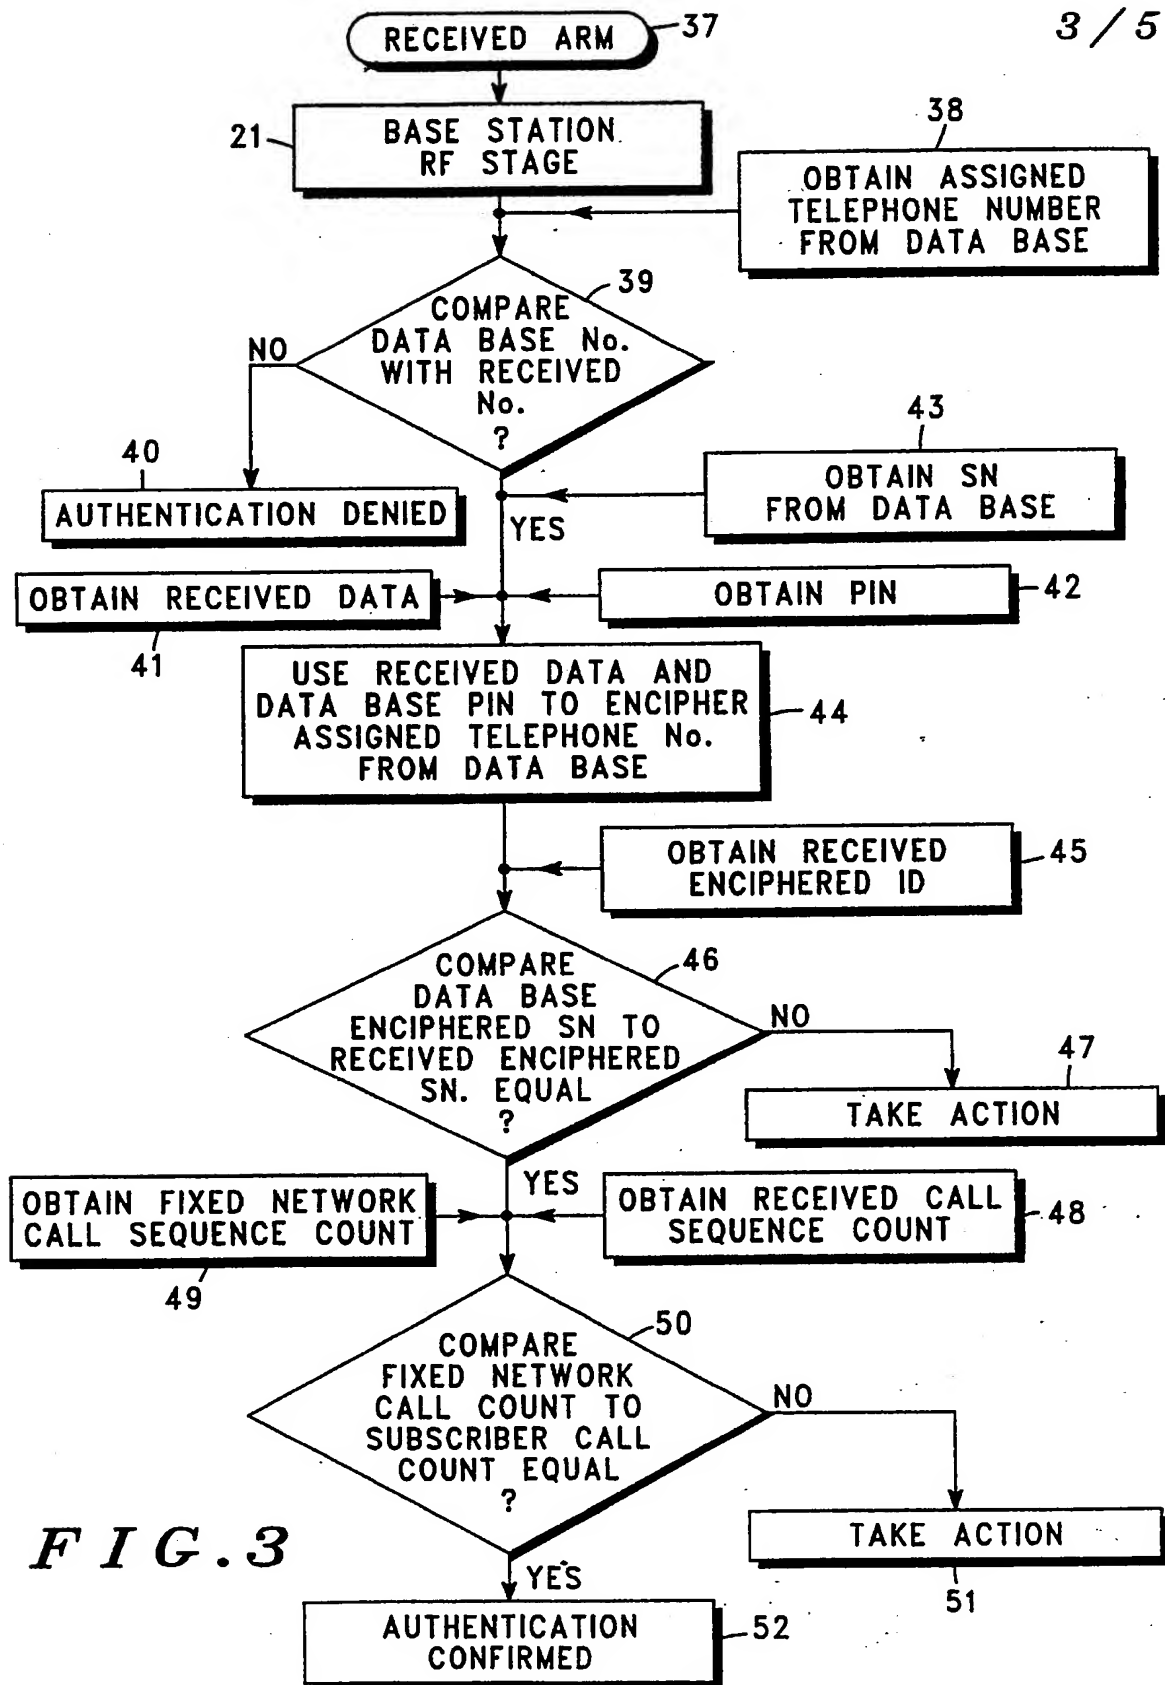 3/5
RECEIVED ARM
37
21
BASE STATION
RF STAGE
38
OBTAIN ASSIGNED
TELEPHONE NUMBER
FROM DATA BASE
39
COMPARE
DATA BASE No.
WITH RECEIVED
No.
?
NO
40
AUTHENTICATION DENIED
43
OBTAIN SN
FROM DATA BASE
YES
OBTAIN RECEIVED DATA
41
OBTAIN PIN
42
USE RECEIVED DATA AND
DATA BASE PIN TO ENCIPHER
ASSIGNED TELEPHONE No.
FROM DATA BASE
44
OBTAIN RECEIVED
ENCIPHERED ID
45
COMPARE
DATA BASE
ENCIPHERED SN TO
RECEIVED ENCIPHERED
SN. EQUAL
?
46
NO
47
TAKE ACTION
YES
OBTAIN FIXED NETWORK
CALL SEQUENCE COUNT
49
OBTAIN RECEIVED CALL
SEQUENCE COUNT
48
COMPARE
FIXED NETWORK
CALL COUNT TO
SUBSCRIBER CALL
COUNT EQUAL
?
50
NO
TAKE ACTION
51
YES
AUTHENTICATION
CONFIRMED
52
FIG.3